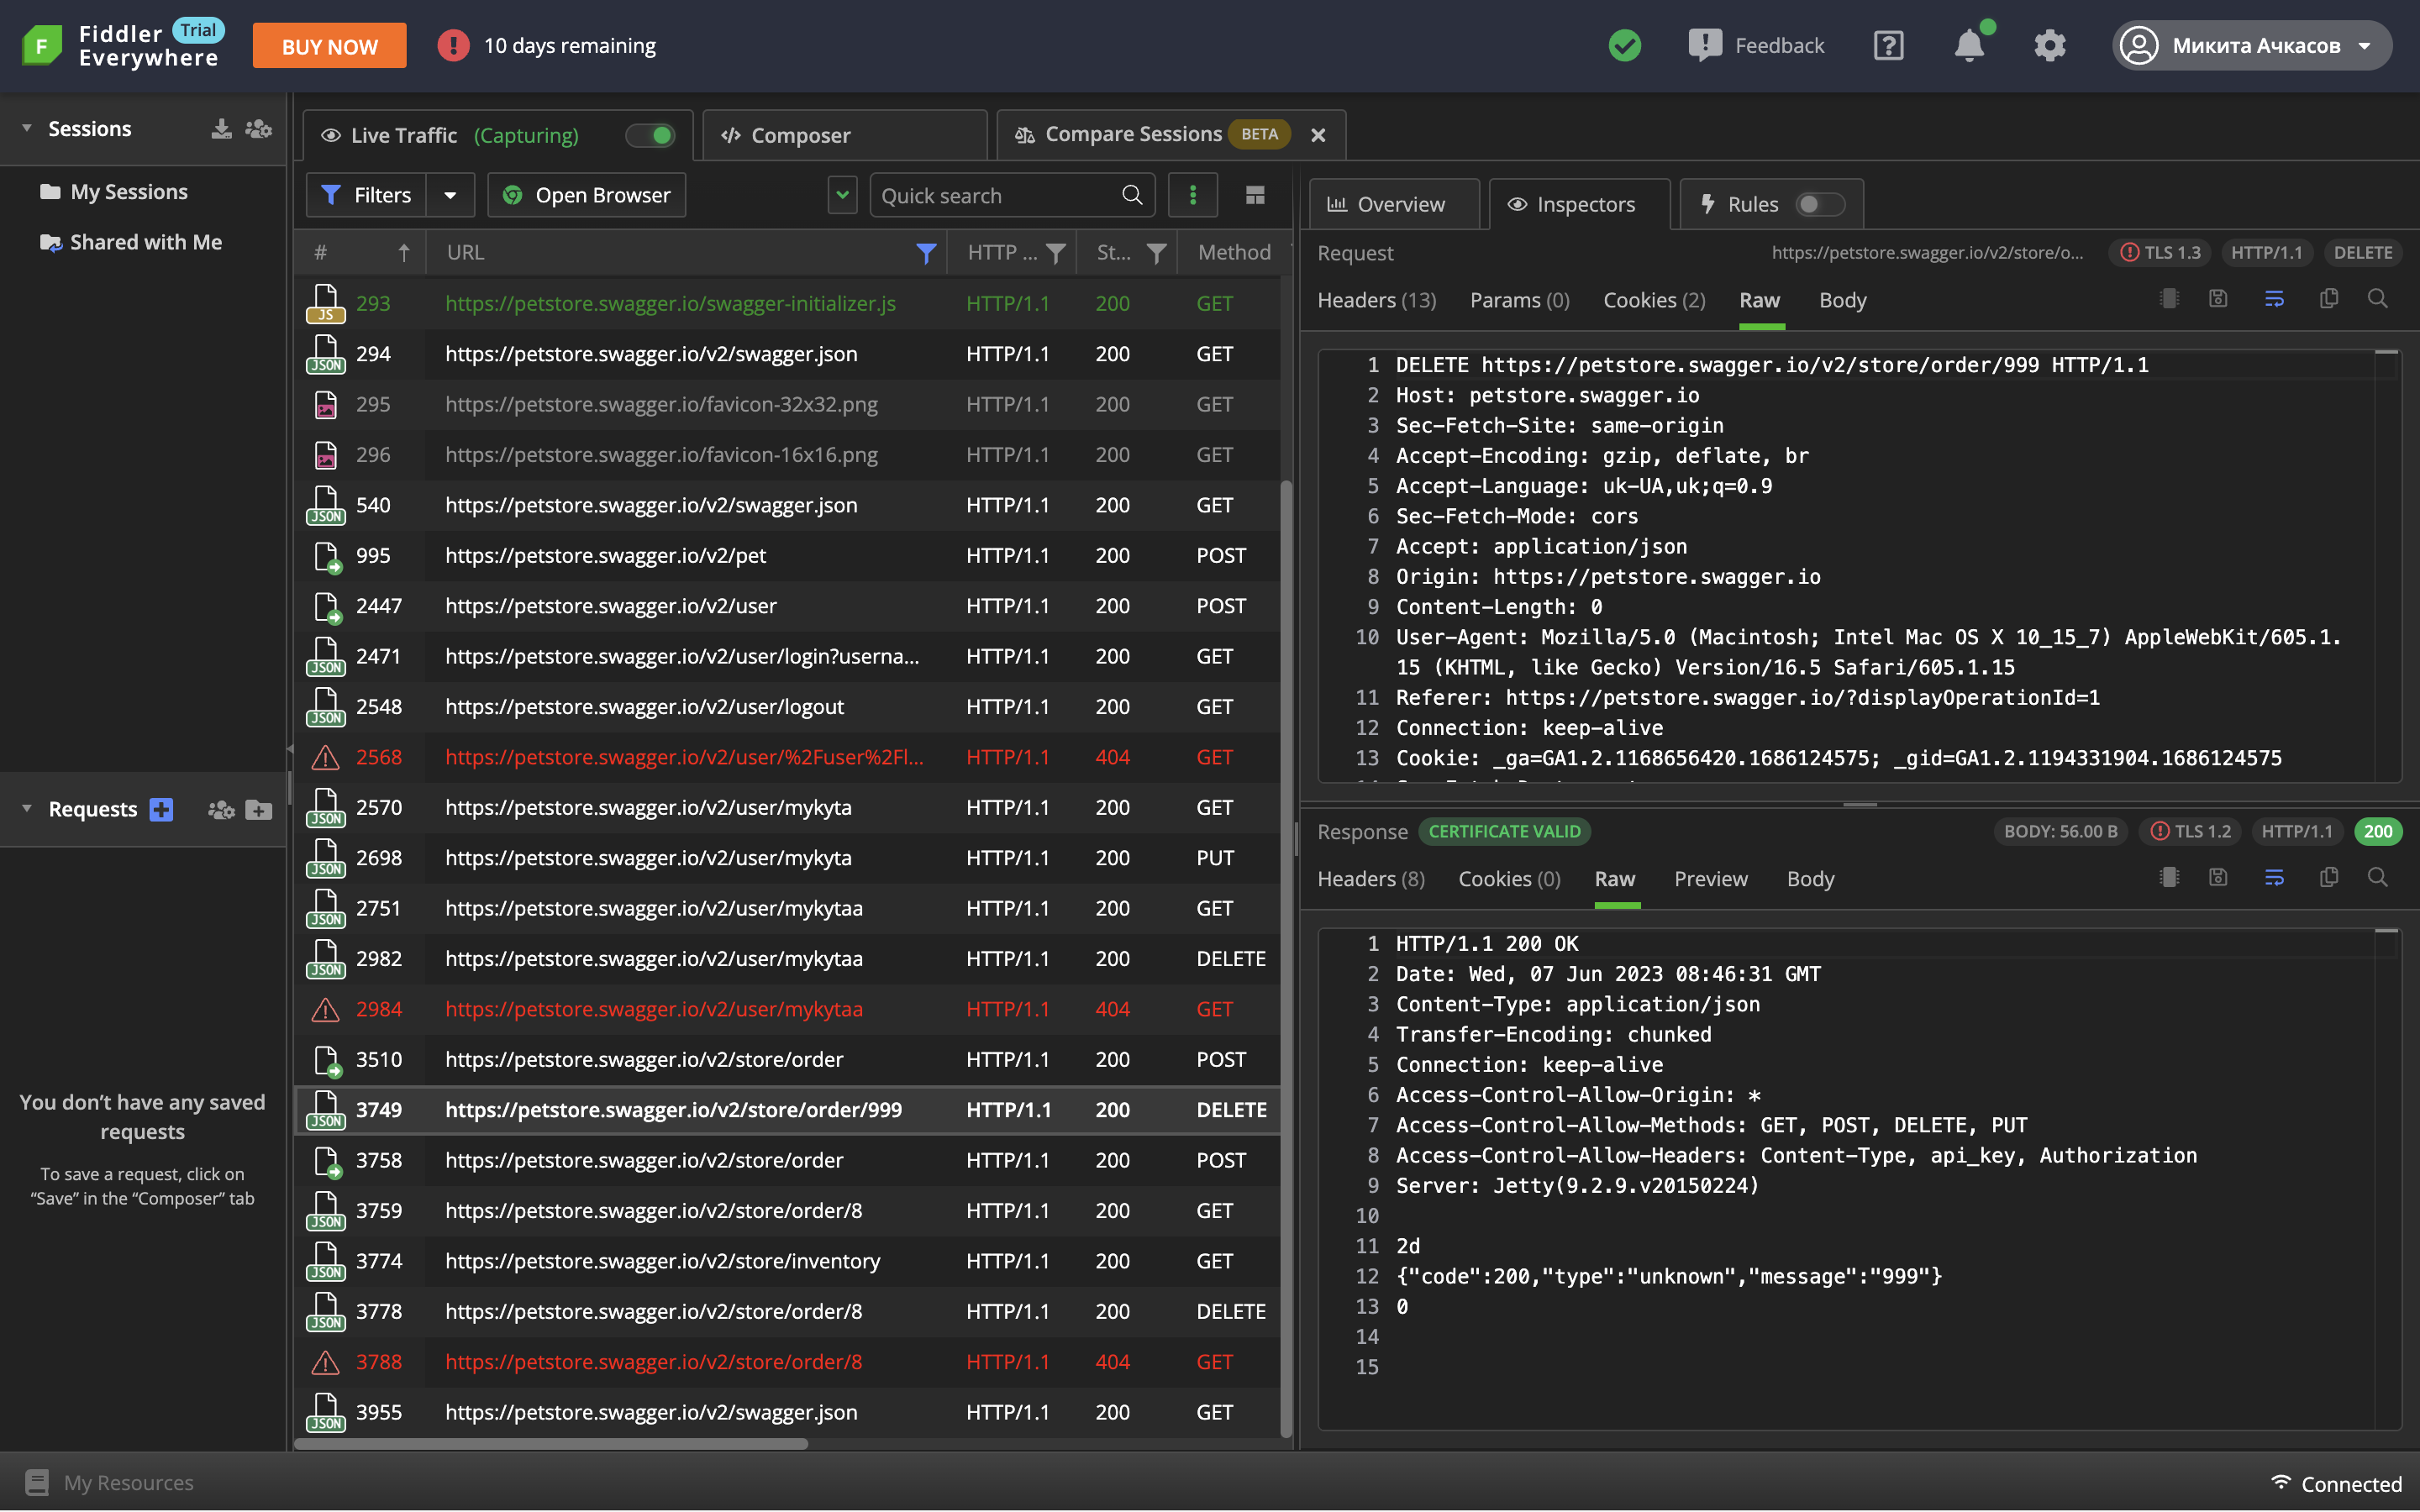 Fiddler Trial
Everywhere
BUY NOW
10 days remaining
Feedback
Микита Ачкасов
Sessions
My Sessions
Shared with Me
Requests
You don’t have any saved
requests
To save a request, click on
“Save” in the “Composer” tab
Live Traffic (Capturing)
Composer
Compare Sessions BETA
Filters
Open Browser
Quick search
# URL HTTP ... St... Method
JS 293 https://petstore.swagger.io/swagger-initializer.js HTTP/1.1 200 GET
JSON 294 https://petstore.swagger.io/v2/swagger.json HTTP/1.1 200 GET
295 https://petstore.swagger.io/favicon-32x32.png HTTP/1.1 200 GET
296 https://petstore.swagger.io/favicon-16x16.png HTTP/1.1 200 GET
JSON 540 https://petstore.swagger.io/v2/swagger.json HTTP/1.1 200 GET
995 https://petstore.swagger.io/v2/pet HTTP/1.1 200 POST
2447 https://petstore.swagger.io/v2/user HTTP/1.1 200 POST
JSON 2471 https://petstore.swagger.io/v2/user/login?userna... HTTP/1.1 200 GET
JSON 2548 https://petstore.swagger.io/v2/user/logout HTTP/1.1 200 GET
2568 https://petstore.swagger.io/v2/user/%2Fuser%2Fl... HTTP/1.1 404 GET
JSON 2570 https://petstore.swagger.io/v2/user/mykyta HTTP/1.1 200 GET
JSON 2698 https://petstore.swagger.io/v2/user/mykyta HTTP/1.1 200 PUT
JSON 2751 https://petstore.swagger.io/v2/user/mykytaa HTTP/1.1 200 GET
JSON 2982 https://petstore.swagger.io/v2/user/mykytaa HTTP/1.1 200 DELETE
2984 https://petstore.swagger.io/v2/user/mykytaa HTTP/1.1 404 GET
3510 https://petstore.swagger.io/v2/store/order HTTP/1.1 200 POST
JSON 3749 https://petstore.swagger.io/v2/store/order/999 HTTP/1.1 200 DELETE
3758 https://petstore.swagger.io/v2/store/order HTTP/1.1 200 POST
JSON 3759 https://petstore.swagger.io/v2/store/order/8 HTTP/1.1 200 GET
JSON 3774 https://petstore.swagger.io/v2/store/inventory HTTP/1.1 200 GET
JSON 3778 https://petstore.swagger.io/v2/store/order/8 HTTP/1.1 200 DELETE
3788 https://petstore.swagger.io/v2/store/order/8 HTTP/1.1 404 GET
JSON 3955 https://petstore.swagger.io/v2/swagger.json HTTP/1.1 200 GET
Overview
Inspectors
Rules
Request https://petstore.swagger.io/v2/store/o... TLS 1.3 HTTP/1.1 DELETE
Headers (13) Params (0) Cookies (2) Raw Body
1 DELETE https://petstore.swagger.io/v2/store/order/999 HTTP/1.1
2 Host: petstore.swagger.io
3 Sec-Fetch-Site: same-origin
4 Accept-Encoding: gzip, deflate, br
5 Accept-Language: uk-UA,uk;q=0.9
6 Sec-Fetch-Mode: cors
7 Accept: application/json
8 Origin: https://petstore.swagger.io
9 Content-Length: 0
10 User-Agent: Mozilla/5.0 (Macintosh; Intel Mac OS X 10_15_7) AppleWebKit/605.1.
15 (KHTML, like Gecko) Version/16.5 Safari/605.1.15
11 Referer: https://petstore.swagger.io/?displayOperationId=1
12 Connection: keep-alive
13 Cookie: _ga=GA1.2.1168656420.1686124575; _gid=GA1.2.1194331904.1686124575
Response CERTIFICATE VALID BODY: 56.00 B TLS 1.2 HTTP/1.1 200
Headers (8) Cookies (0) Raw Preview Body
1 HTTP/1.1 200 OK
2 Date: Wed, 07 Jun 2023 08:46:31 GMT
3 Content-Type: application/json
4 Transfer-Encoding: chunked
5 Connection: keep-alive
6 Access-Control-Allow-Origin: *
7 Access-Control-Allow-Methods: GET, POST, DELETE, PUT
8 Access-Control-Allow-Headers: Content-Type, api_key, Authorization
9 Server: Jetty(9.2.9.v20150224)
10
11 2d
12 {"code":200,"type":"unknown","message":"999"}
13 0
14
15
My Resources
Connected